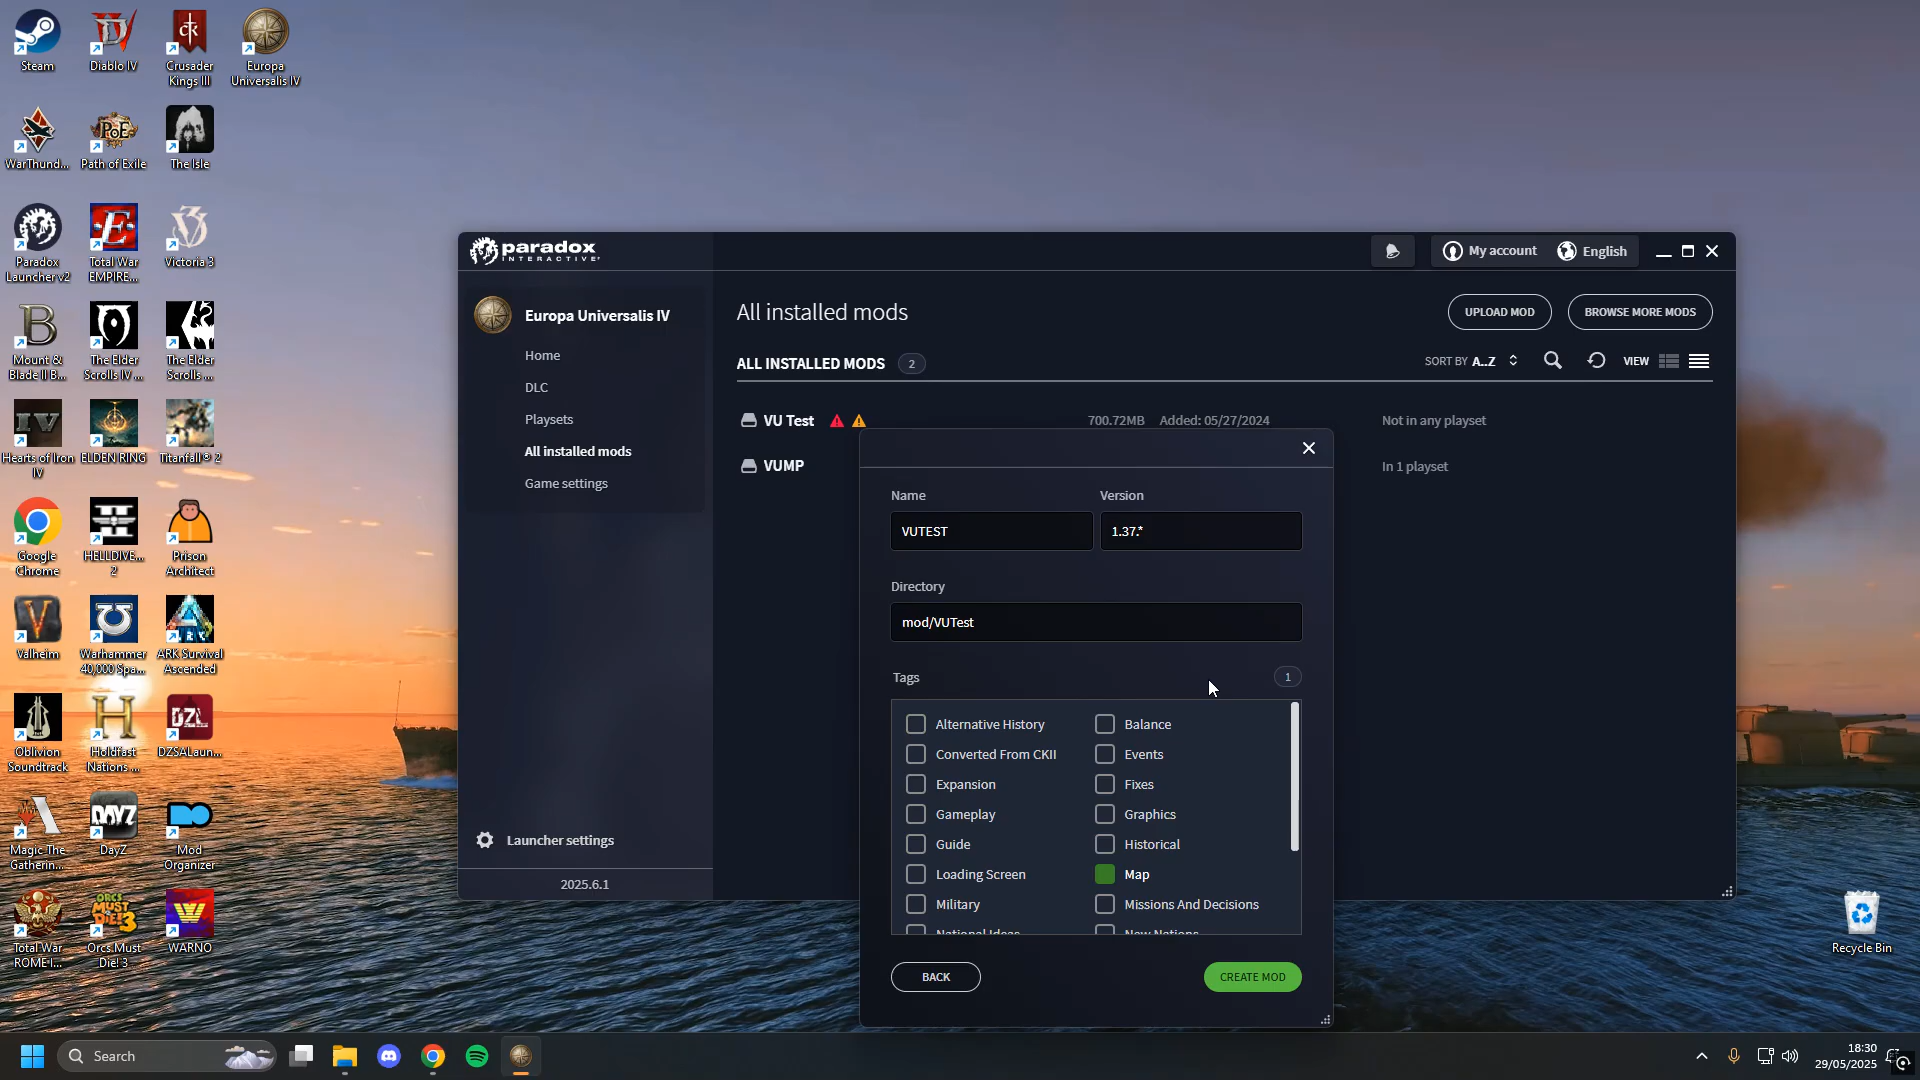 Steam
Diablo IV
Crusader
Kings III
Europa
Universalis IV
WarThund...
Path of Exile
The Isle
Paradox
Launcher v2
Total War
EMPIRE...
Victoria 3
Mount &
Blade II B...
The Elder
Scrolls IV ...
The Elder
Scrolls ...
Hearts of Iron
IV
ELDEN RING
Titanfall® 2
Google
Chrome
HELLDIVE...
2
Prison
Architect
Valheim
Warhammer
40,000 Spa...
ARK Survival
Ascended
Oblivion
Soundtrack
Holdfast
Nations ...
DZSALaun...
Magic The
Gatherin...
DayZ
Mod
Organizer
Total War
ROME I...
Orcs Must
Die! 3
WARNO
Recycle Bin
paradox
INTERACTIVE
My account
English
Europa Universalis IV
Home
DLC
Playsets
All installed mods
Game settings
Launcher settings
2025.6.1
All installed mods
UPLOAD MOD
BROWSE MORE MODS
ALL INSTALLED MODS 2
SORT BY A..Z
VIEW
VU Test
700.72MB
Added: 05/27/2024
Not in any playset
VUMP
In 1 playset
Name
Version
VUTEST
1.37.*
Directory
mod/VUTest
Tags
1
Alternative History
Balance
Converted From CKII
Events
Expansion
Fixes
Gameplay
Graphics
Guide
Historical
Loading Screen
Map
Military
Missions And Decisions
National Ideas
New Nations
BACK
CREATE MOD
Search
18:30
29/05/2025